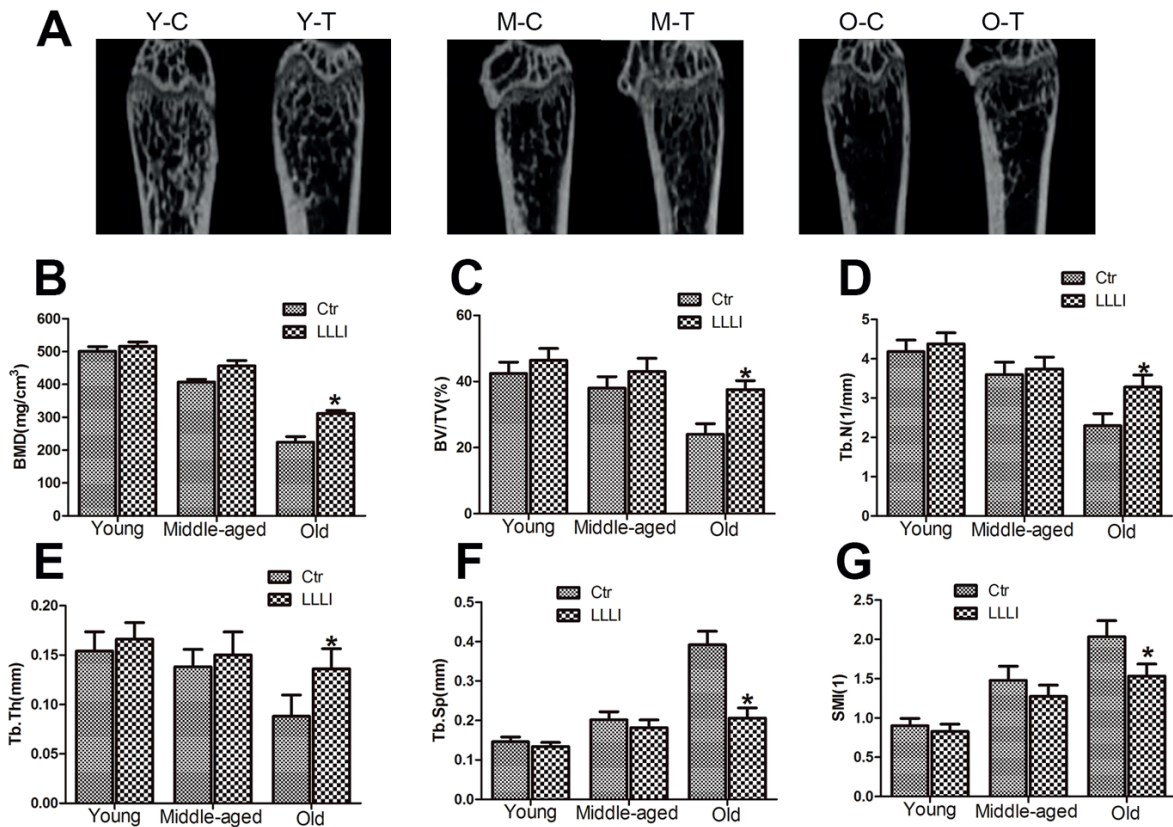 A
Y-C Y-T M-C M-T O-C O-T
B
Ctr
LLLI
BMD(mg/cm³)
600
500
400
300
200
100
0
*
Young Middle-aged Old
C
Ctr
LLLI
BV/TV(%)
60
40
20
0
*
Young Middle-aged Old
D
Ctr
LLLI
Tb.N(1/mm)
5
4
3
2
1
0
*
Young Middle-aged Old
E
Ctr
LLLI
Tb.Th(mm)
0.20
0.15
0.10
0.05
0.00
*
Young Middle-aged Old
F
Ctr
LLLI
Tb.Sp(mm)
0.5
0.4
0.3
0.2
0.1
0.0
*
Young Middle-aged Old
G
Ctr
LLLI
SMI(1)
2.5
2.0
1.5
1.0
0.5
0.0
*
Young Middle-aged Old